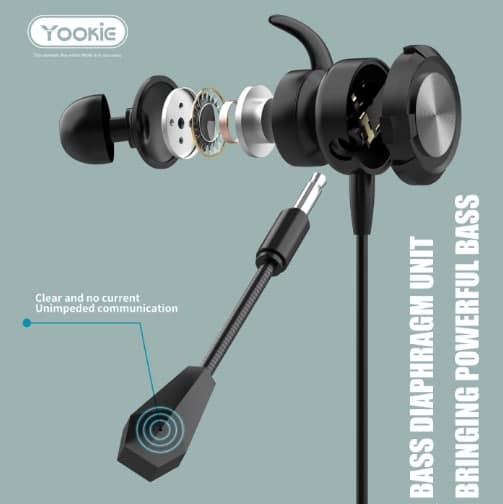 YOOKIE
Clear and no current
Unimpeded communication
BASS DIAPHRAGM UNIT
BRINGING POWERFUL BASS